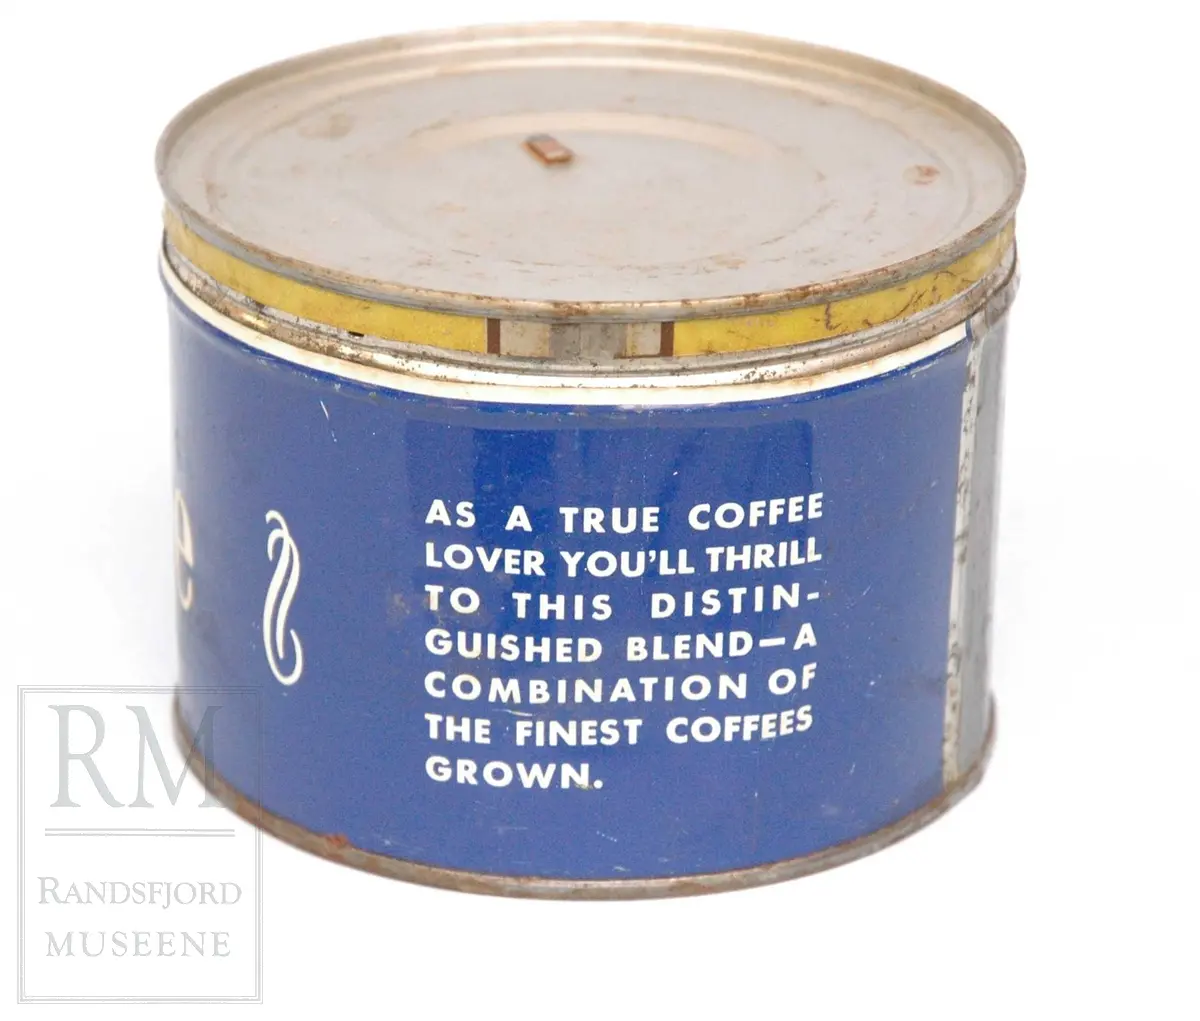 e
AS A TRUE COFFEE
LOVER YOU'LL THRILL
TO THIS DISTIN-
GUISHED BLEND—A
COMBINATION OF
THE FINEST COFFEES
GROWN.
RM
RANDSFJORD
MUSEENE